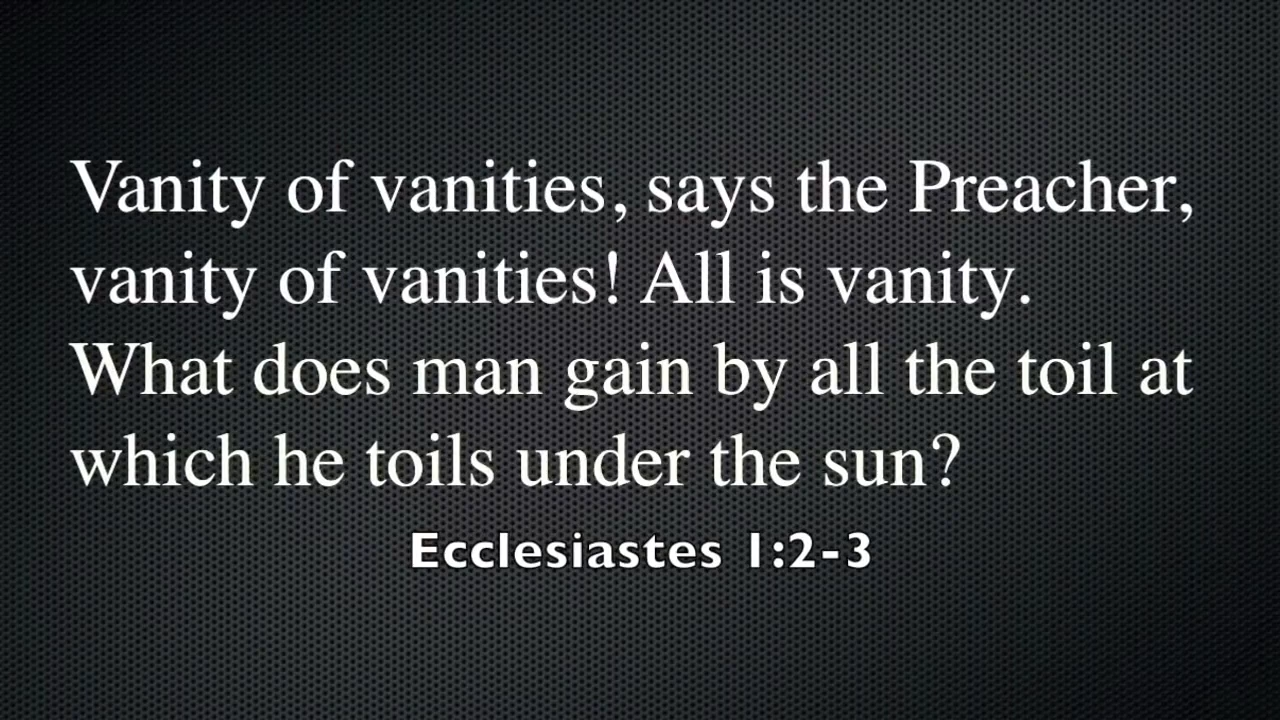 Vanity of vanities, says the Preacher,
vanity of vanities! All is vanity.
What does man gain by all the toil at
which he toils under the sun?
Ecclesiastes 1:2-3